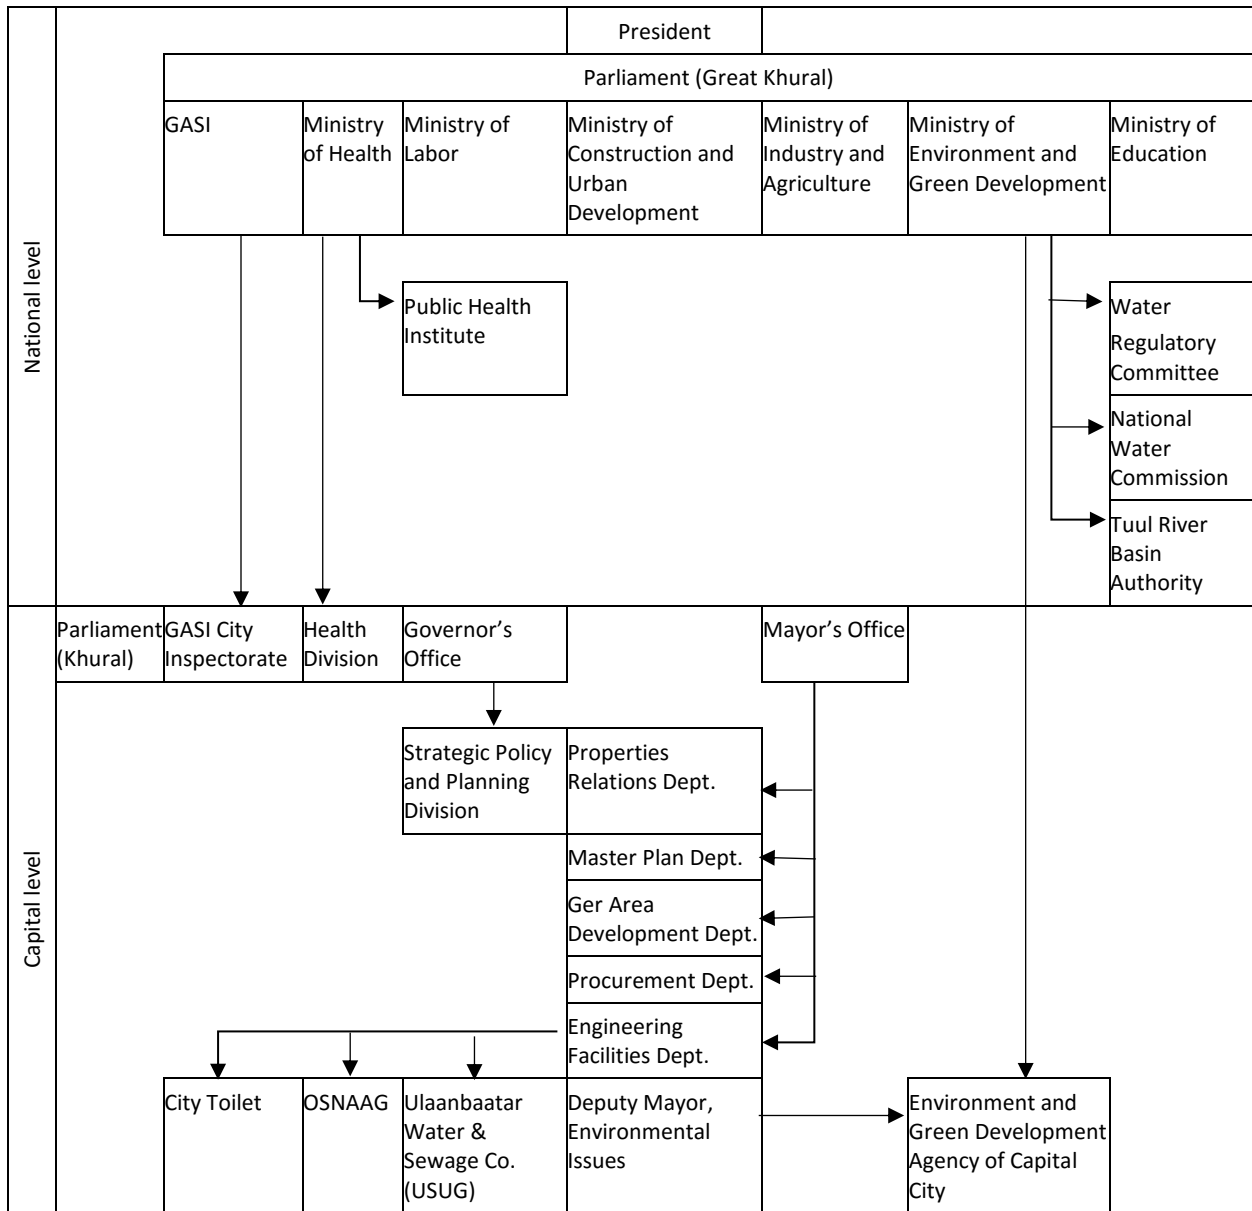 President
Parliament (Great Khural)
GASI
Ministry
of Health
Ministry of
Labor
Ministry of
Construction and
Urban
Development
Ministry of
Industry and
Agriculture
Ministry of
Environment and
Green Development
Ministry of
Education
National level
Public Health
Institute
Water
Regulatory
Committee
National
Water
Commission
Tuul River
Basin
Authority
Capital level
Parliament
(Khural)
GASI City
Inspectorate
Health
Division
Governor’s
Office
Mayor’s Office
Strategic Policy
and Planning
Division
Properties
Relations Dept.
Master Plan Dept.
Ger Area
Development Dept.
Procurement Dept.
Engineering
Facilities Dept.
City Toilet
OSNAAG
Ulaanbaatar
Water &
Sewage Co.
(USUG)
Deputy Mayor,
Environmental
Issues
Environment and
Green Development
Agency of Capital
City